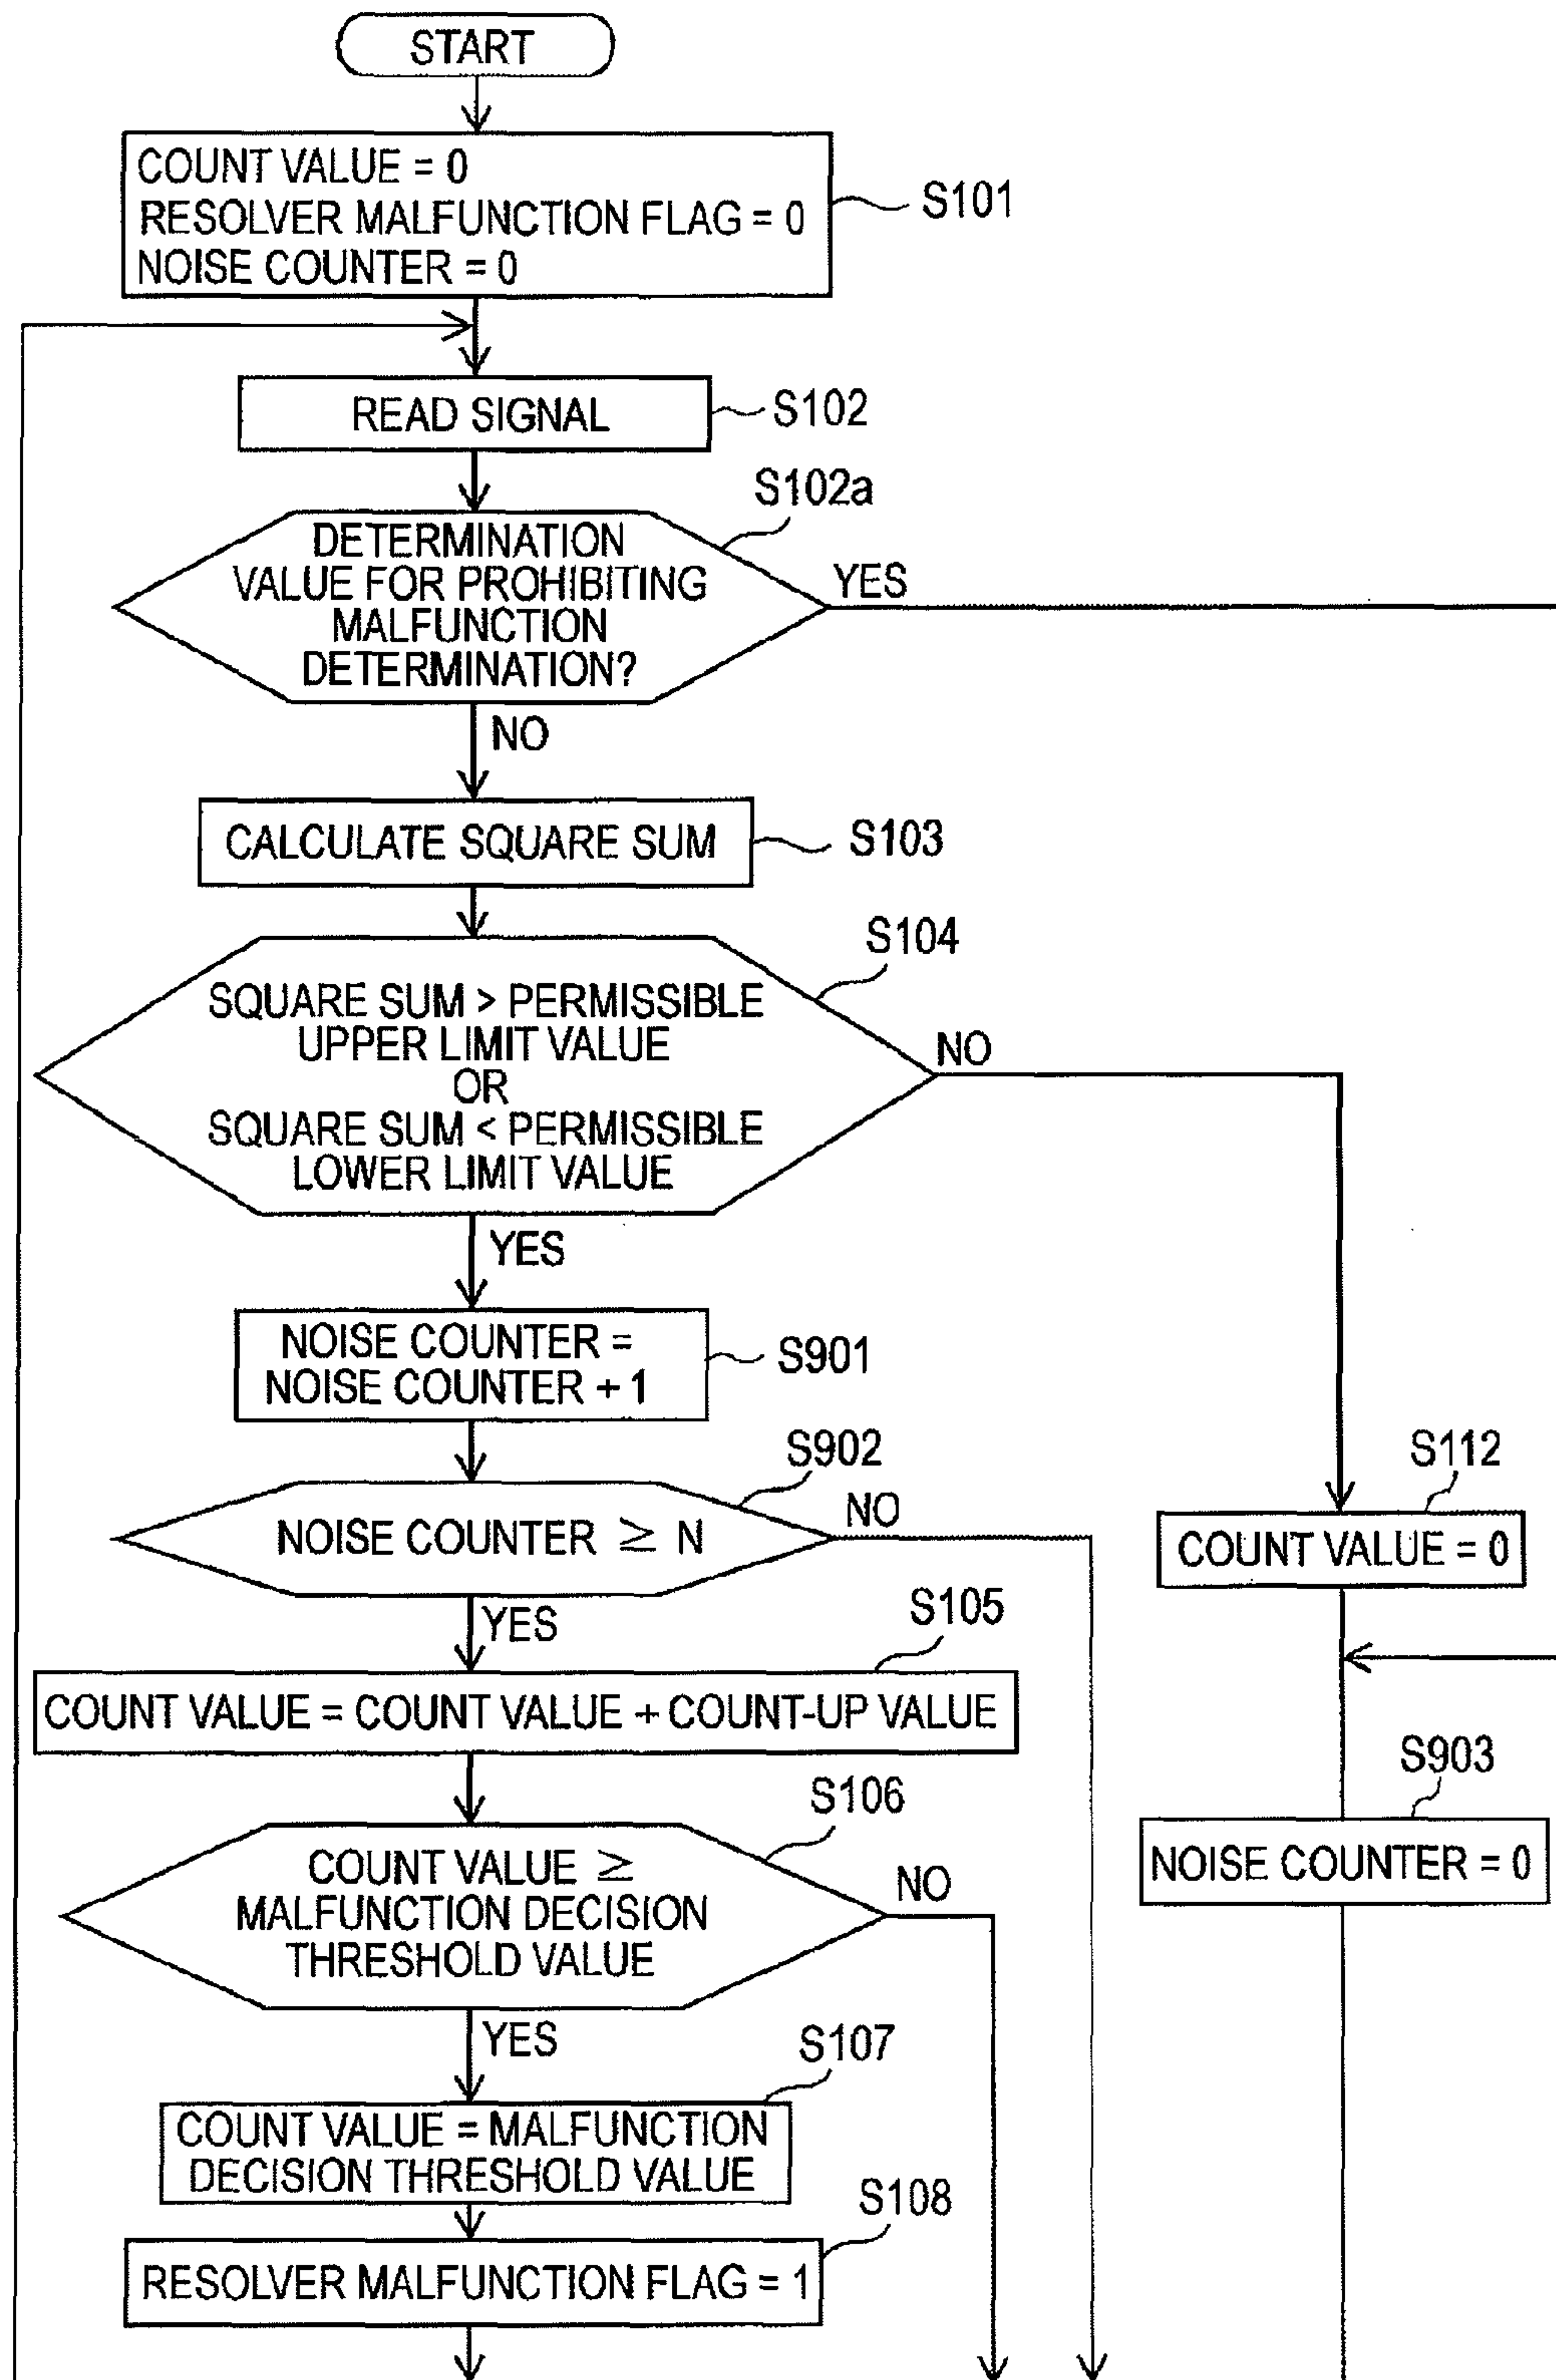 START
COUNT VALUE = 0
RESOLVER MALFUNCTION FLAG = 0
NOISE COUNTER = 0
S101
READ SIGNAL
S102
S102a
DETERMINATION
VALUE FOR PROHIBITING
MALFUNCTION
DETERMINATION?
YES
NO
CALCULATE SQUARE SUM
S103
S104
SQUARE SUM > PERMISSIBLE
UPPER LIMIT VALUE
OR
SQUARE SUM < PERMISSIBLE
LOWER LIMIT VALUE
NO
YES
NOISE COUNTER =
NOISE COUNTER + 1
S901
S902
NOISE COUNTER ≥ N
NO
YES
S112
COUNT VALUE = 0
S105
COUNT VALUE = COUNT VALUE + COUNT-UP VALUE
S903
NOISE COUNTER = 0
S106
COUNT VALUE ≥
MALFUNCTION DECISION
THRESHOLD VALUE
NO
YES
S107
COUNT VALUE = MALFUNCTION
DECISION THRESHOLD VALUE
S108
RESOLVER MALFUNCTION FLAG = 1